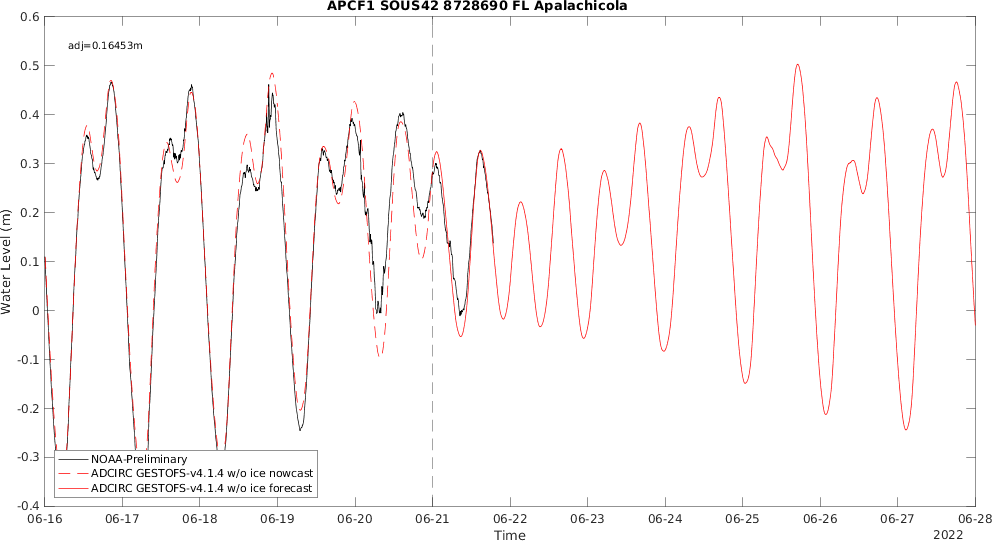 APCF1 SOUS42 8728690 FL Apalachicola
0.6
adj=0.16453m
0.5
0.4
0.3
0.2
0.1
0
-0.1
-0.2
-0.3
-0.4
Water Level (m)
NOAA-Preliminary
ADCIRC GESTOFS-v4.1.4 w/o ice nowcast
ADCIRC GESTOFS-v4.1.4 w/o ice forecast
06-16 06-17 06-18 06-19 06-20 06-21 06-22 06-23 06-24 06-25 06-26 06-27 06-28
Time
2022